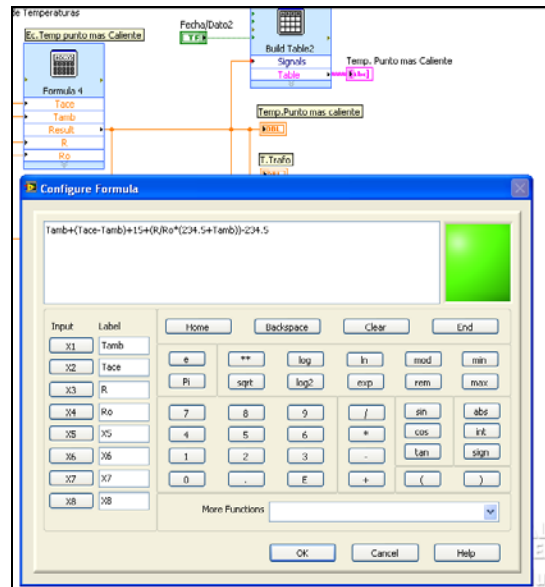 de Temperaturas
Ec.Temp punto mas Caliente
Formula 4
Tace
Tamb
Result
R
Ro
Fecha/Dato2
TF
Build Table2
Signals
Table
Temp. Punto mas Caliente
abc
Temp.Punto mas caliente
DBL
T.Trafo
DBL
Configure Formula
Tamb+(Tace-Tamb)+15+(R/Ro*(234.5+Tamb))-234.5
Input Label Home Backspace Clear End
X1 Tamb
X2 Tace e ** log ln mod min
X3 R Pi sqrt log2 exp rem max
X4 Ro 7 8 9 / sin abs
X5 X5 4 5 6 * cos int
X6 X6 1 2 3 - tan sign
X7 X7 0 . E + ( )
X8 X8 More Functions
OK Cancel Help